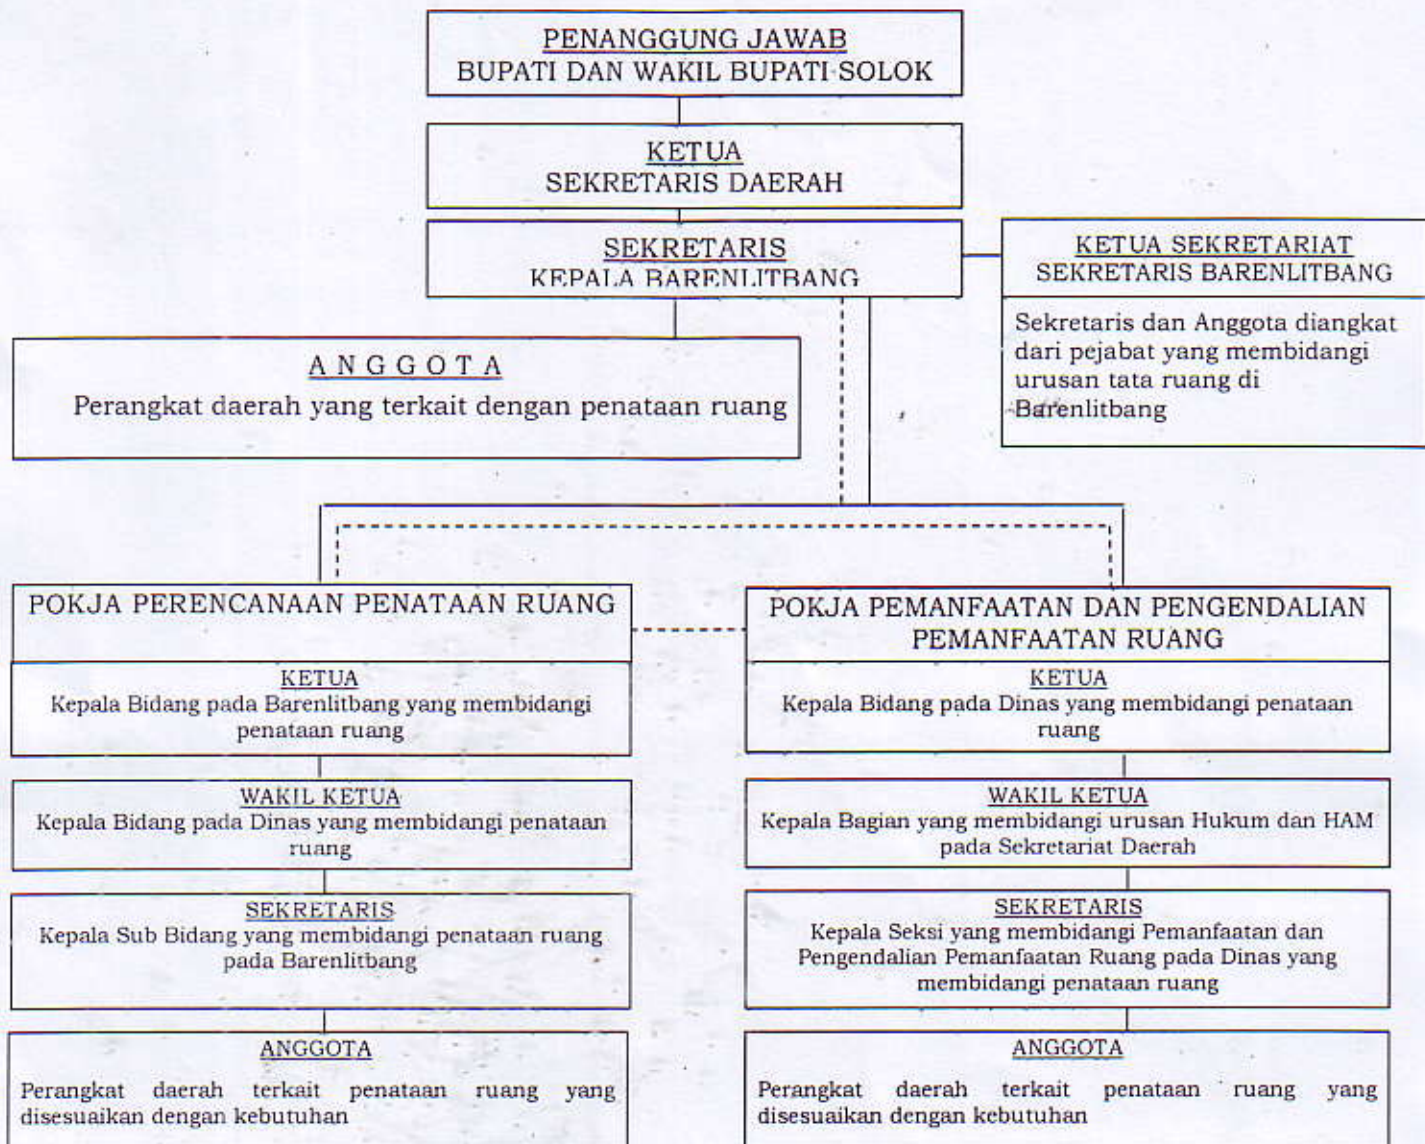 PENANGGUNG JAWAB
BUPATI DAN WAKIL BUPATI SOLOK
KETUA
SEKRETARIS DAERAH
SEKRETARIS
KEPALA BARENLITBANG
KETUA SEKRETARIAT
SEKRETARIS BARENLITBANG
Sekretaris dan Anggota diangkat
dari pejabat yang membidangi
urusan tata ruang di
Barenlitbang
A N G G O T A
Perangkat daerah yang terkait dengan penataan ruang
POKJA PERENCANAAN PENATAAN RUANG
KETUA
Kepala Bidang pada Barenlitbang yang membidangi
penataan ruang
WAKIL KETUA
Kepala Bidang pada Dinas yang membidangi penataan
ruang
SEKRETARIS
Kepala Sub Bidang yang membidangi penataan ruang
pada Barenlitbang
ANGGOTA
Perangkat daerah terkait penataan ruang yang
disesuaikan dengan kebutuhan
POKJA PEMANFAATAN DAN PENGENDALIAN
PEMANFAATAN RUANG
KETUA
Kepala Bidang pada Dinas yang membidangi penataan
ruang
WAKIL KETUA
Kepala Bagian yang membidangi urusan Hukum dan HAM
pada Sekretariat Daerah
SEKRETARIS
Kepala Seksi yang membidangi Pemanfaatan dan
Pengendalian Pemanfaatan Ruang pada Dinas yang
membidangi penataan ruang
ANGGOTA
Perangkat daerah terkait penataan ruang yang
disesuaikan dengan kebutuhan